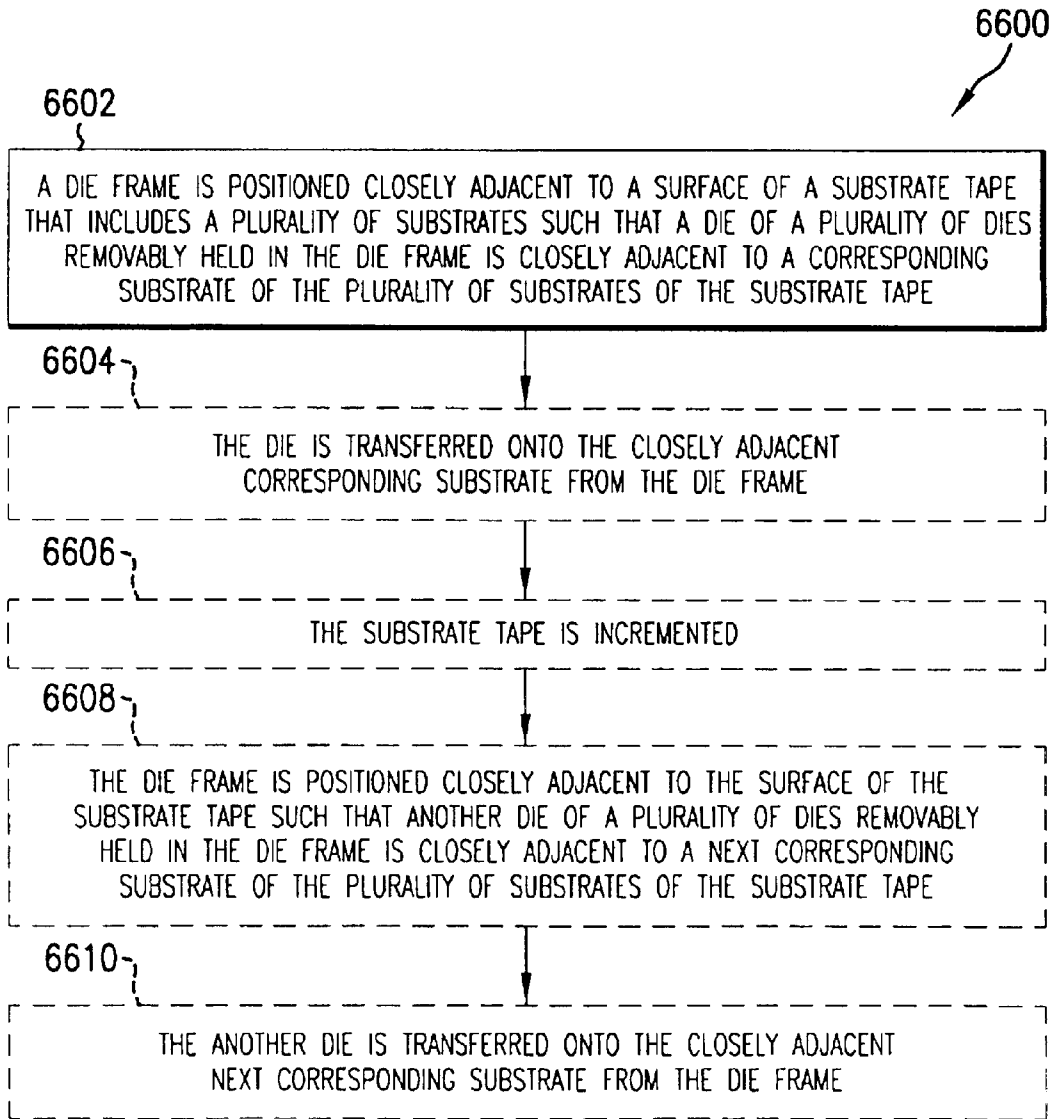 6600
6602
A DIE FRAME IS POSITIONED CLOSELY ADJACENT TO A SURFACE OF A SUBSTRATE TAPE
THAT INCLUDES A PLURALITY OF SUBSTRATES SUCH THAT A DIE OF A PLURALITY OF DIES
REMOVABLY HELD IN THE DIE FRAME IS CLOSELY ADJACENT TO A CORRESPONDING
SUBSTRATE OF THE PLURALITY OF SUBSTRATES OF THE SUBSTRATE TAPE
6604
THE DIE IS TRANSFERRED ONTO THE CLOSELY ADJACENT
CORRESPONDING SUBSTRATE FROM THE DIE FRAME
6606
THE SUBSTRATE TAPE IS INCREMENTED
6608
THE DIE FRAME IS POSITIONED CLOSELY ADJACENT TO THE SURFACE OF THE
SUBSTRATE TAPE SUCH THAT ANOTHER DIE OF A PLURALITY OF DIES REMOVABLY
HELD IN THE DIE FRAME IS CLOSELY ADJACENT TO A NEXT CORRESPONDING
SUBSTRATE OF THE PLURALITY OF SUBSTRATES OF THE SUBSTRATE TAPE
6610
THE ANOTHER DIE IS TRANSFERRED ONTO THE CLOSELY ADJACENT
NEXT CORRESPONDING SUBSTRATE FROM THE DIE FRAME